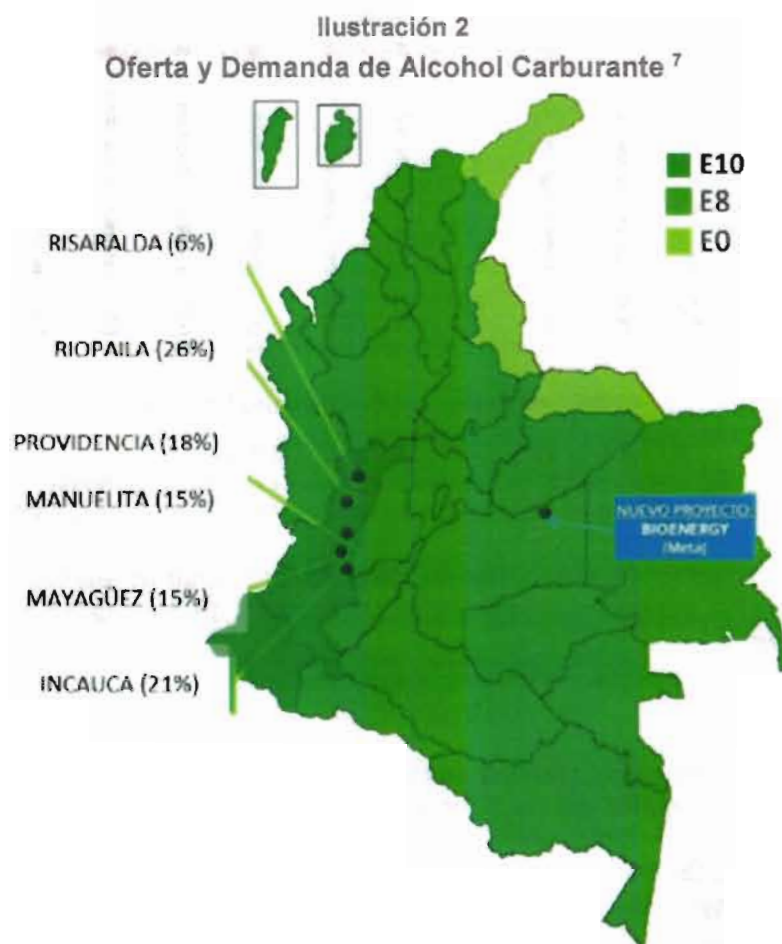 Ilustración 2
Oferta y Demanda de Alcohol Carburante 7
E10
E8
E0
RISARALDA (6%)
RIOPAILA (26%)
PROVIDENCIA (18%)
MANUELITA (15%)
MAYAGÜEZ (15%)
INCAUCA (21%)
NUEVO PROYECTO:
BIOENERGY
(Meta)